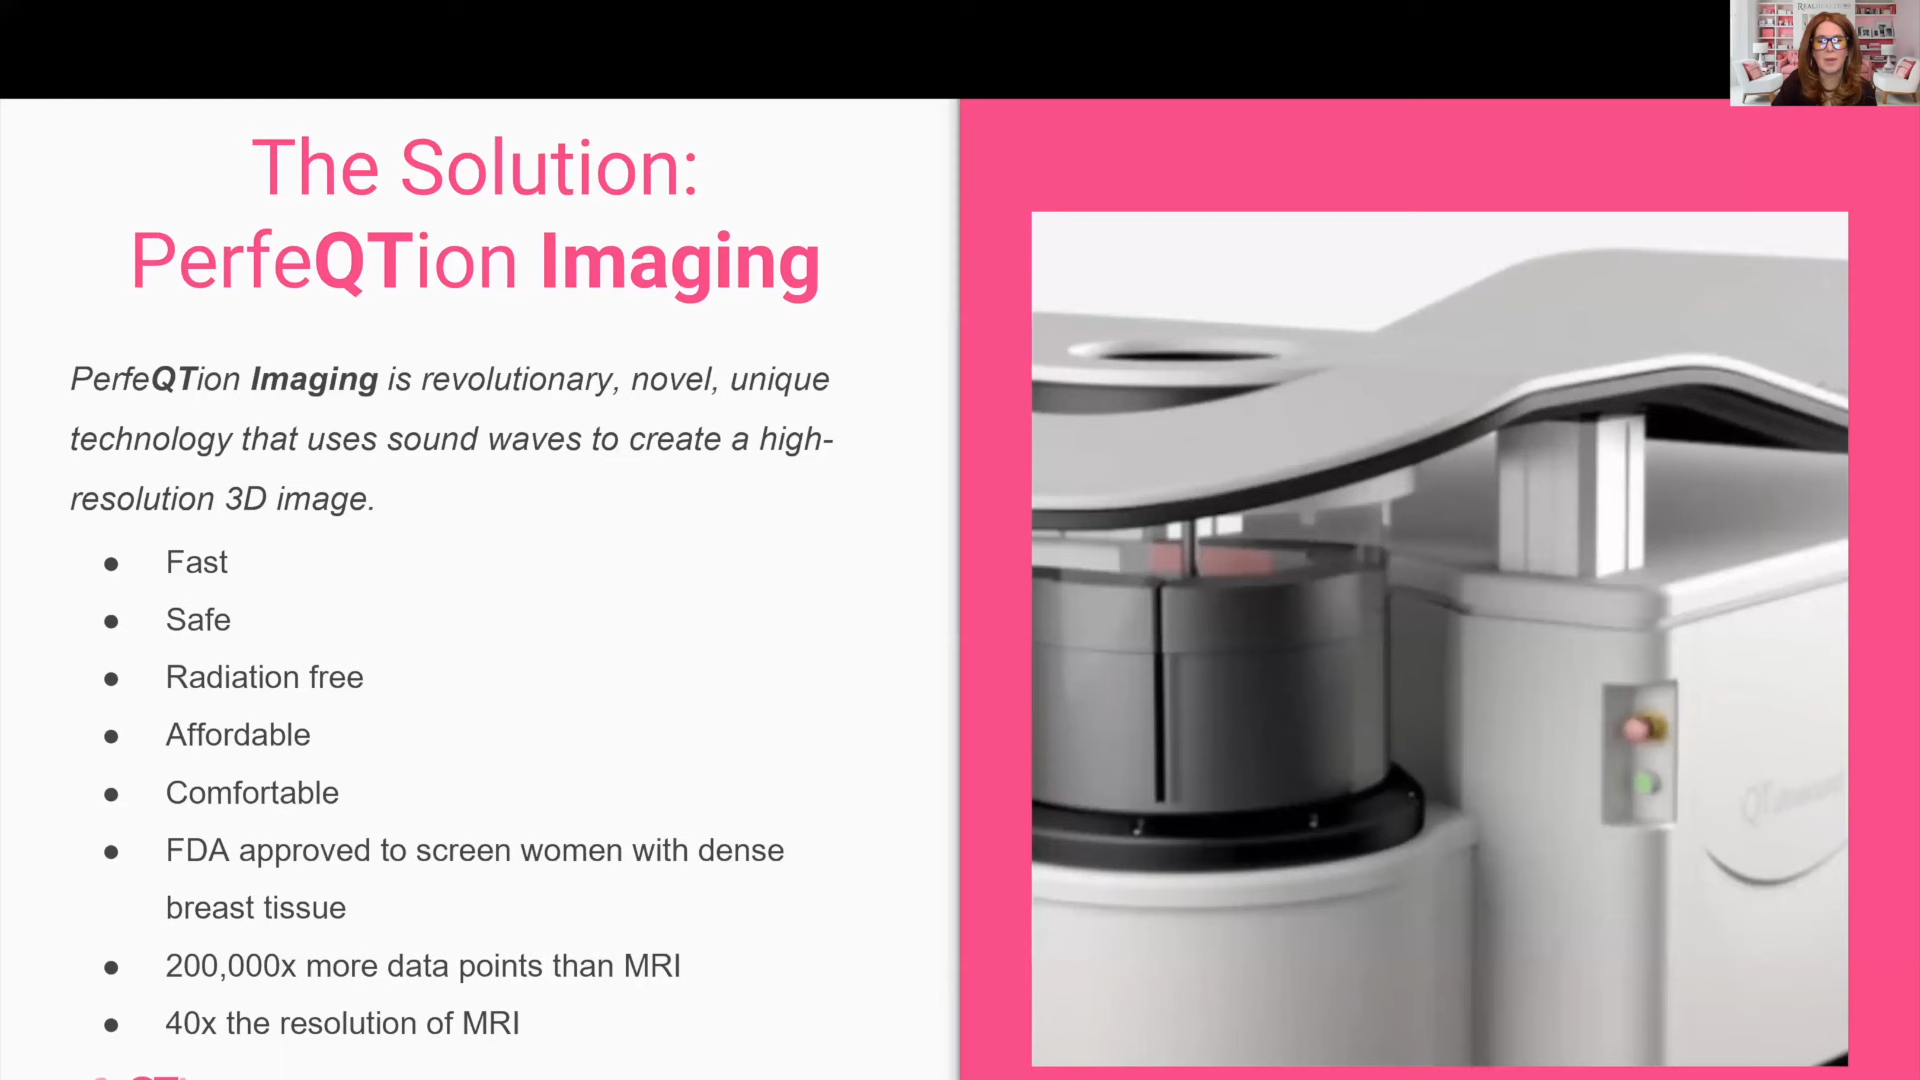 The Solution:
PerfeQTion Imaging
PerfeQTion Imaging is revolutionary, novel, unique
technology that uses sound waves to create a high-
resolution 3D image.
● Fast
● Safe
● Radiation free
● Affordable
● Comfortable
● FDA approved to screen women with dense
breast tissue
● 200,000x more data points than MRI
● 40x the resolution of MRI
QT